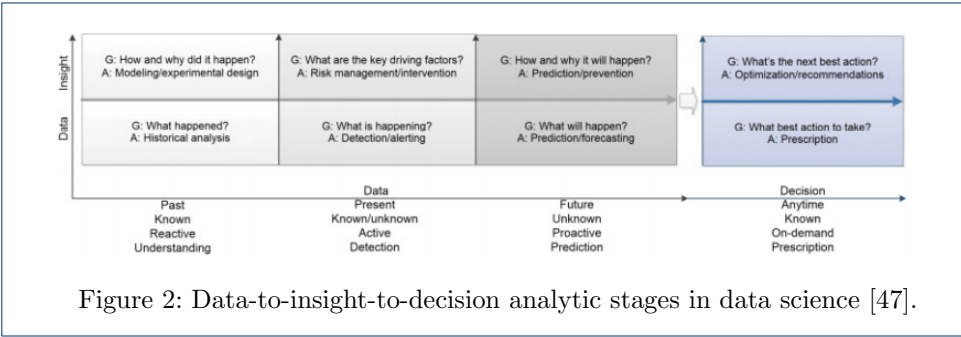 Insight
G: How and why did it happen?
A: Modeling/experimental design
G: What are the key driving factors?
A: Risk management/intervention
G: How and why it will happen?
A: Prediction/prevention
G: What's the next best action?
A: Optimization/recommendations
Data
G: What happened?
A: Historical analysis
G: What is happening?
A: Detection/alerting
G: What will happen?
A: Prediction/forecasting
G: What best action to take?
A: Prescription
Data
Decision
Past
Known
Reactive
Understanding
Present
Known/unknown
Active
Detection
Future
Unknown
Proactive
Prediction
Anytime
Known
On-demand
Prescription
Figure 2: Data-to-insight-to-decision analytic stages in data science [47].